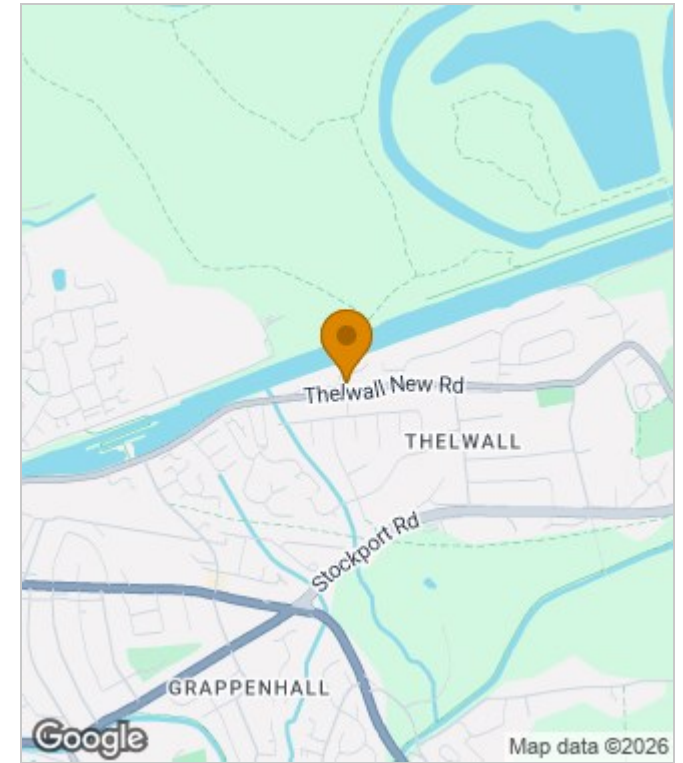 Thelwall New Rd
THELWALL
Stockport Rd
GRAPPENHALL
Google
Map data ©2026